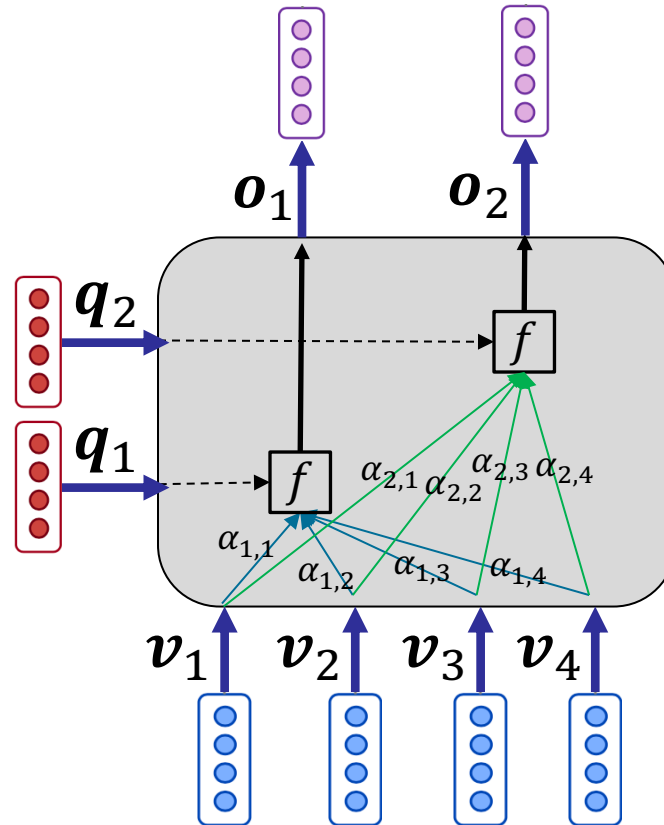 o₁ o₂
q₂
f
q₁
f
α₂,₁ α₂,₂ α₂,₃ α₂,₄
α₁,₁ α₁,₂ α₁,₃ α₁,₄
v₁ v₂ v₃ v₄